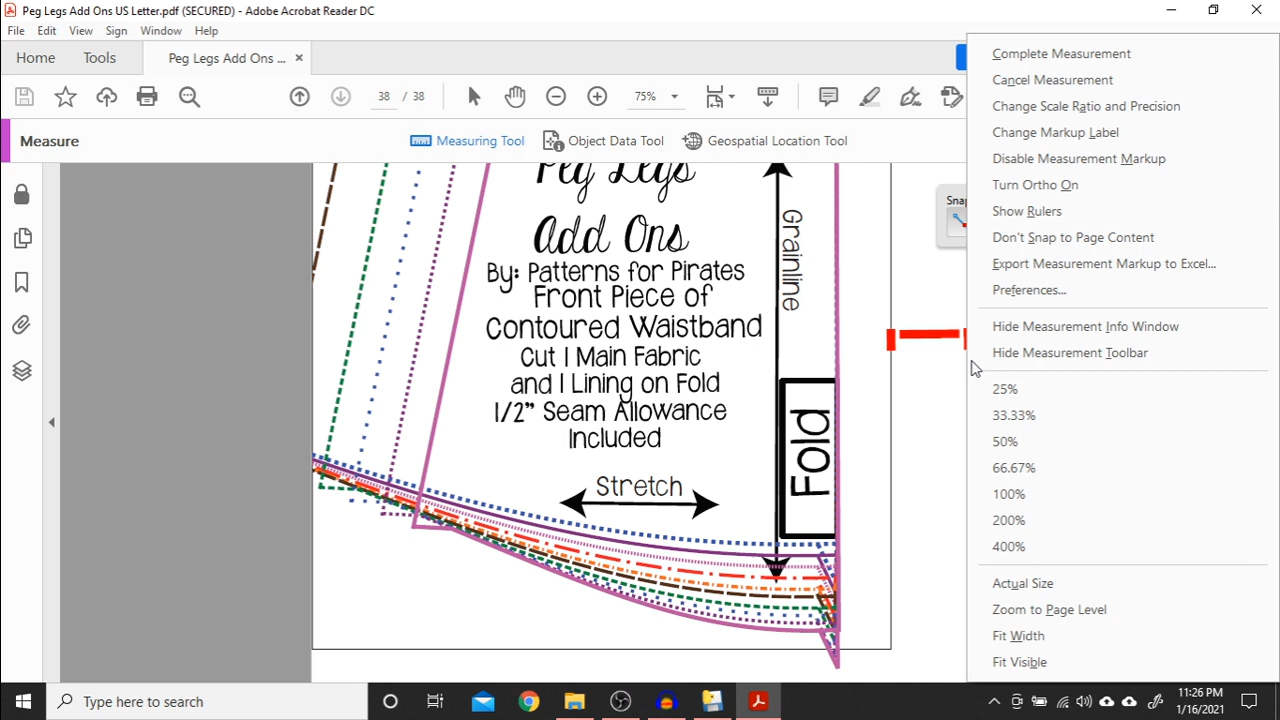 Peg Legs Add Ons US Letter.pdf (SECURED) - Adobe Acrobat Reader DC
File Edit View Sign Window Help
Home Tools Peg Legs Add Ons ... ×
38 / 38 75%
Measure Measuring Tool Object Data Tool Geospatial Location Tool
Peg Legs
Add Ons
By: Patterns for Pirates
Front Piece of
Contoured Waistband
Cut 1 Main Fabric
and 1 Lining on Fold
1/2" Seam Allowance
Included
Stretch
Grainline
Fold
Snap
Complete Measurement
Cancel Measurement
Change Scale Ratio and Precision
Change Markup Label
Disable Measurement Markup
Turn Ortho On
Show Rulers
Don't Snap to Page Content
Export Measurement Markup to Excel...
Preferences...
Hide Measurement Info Window
Hide Measurement Toolbar
25%
33.33%
50%
66.67%
100%
200%
400%
Actual Size
Zoom to Page Level
Fit Width
Fit Visible
Type here to search
11:26 PM
1/16/2021